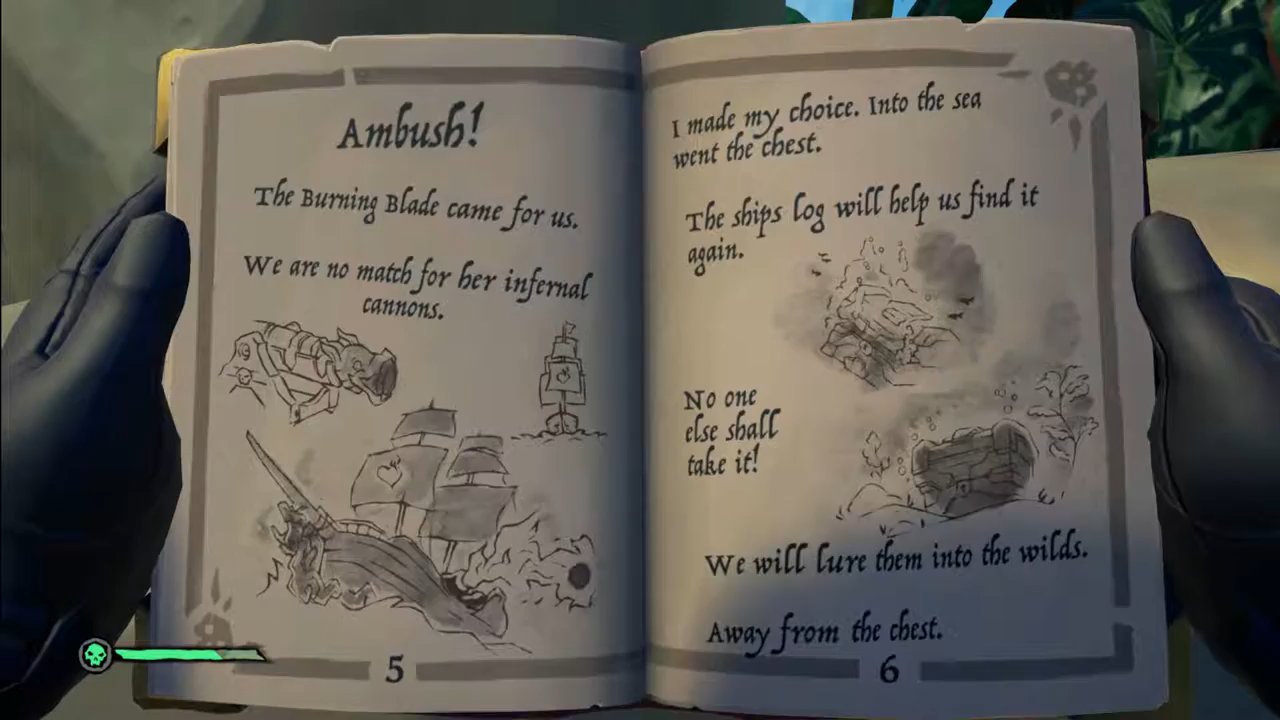 Ambush!
The Burning Blade came for us.
We are no match for her infernal
cannons.
5
I made my choice. Into the sea
went the chest.
The ships log will help us find it
again.
No one
else shall
take it!
We will lure them into the wilds.
Away from the chest.
6